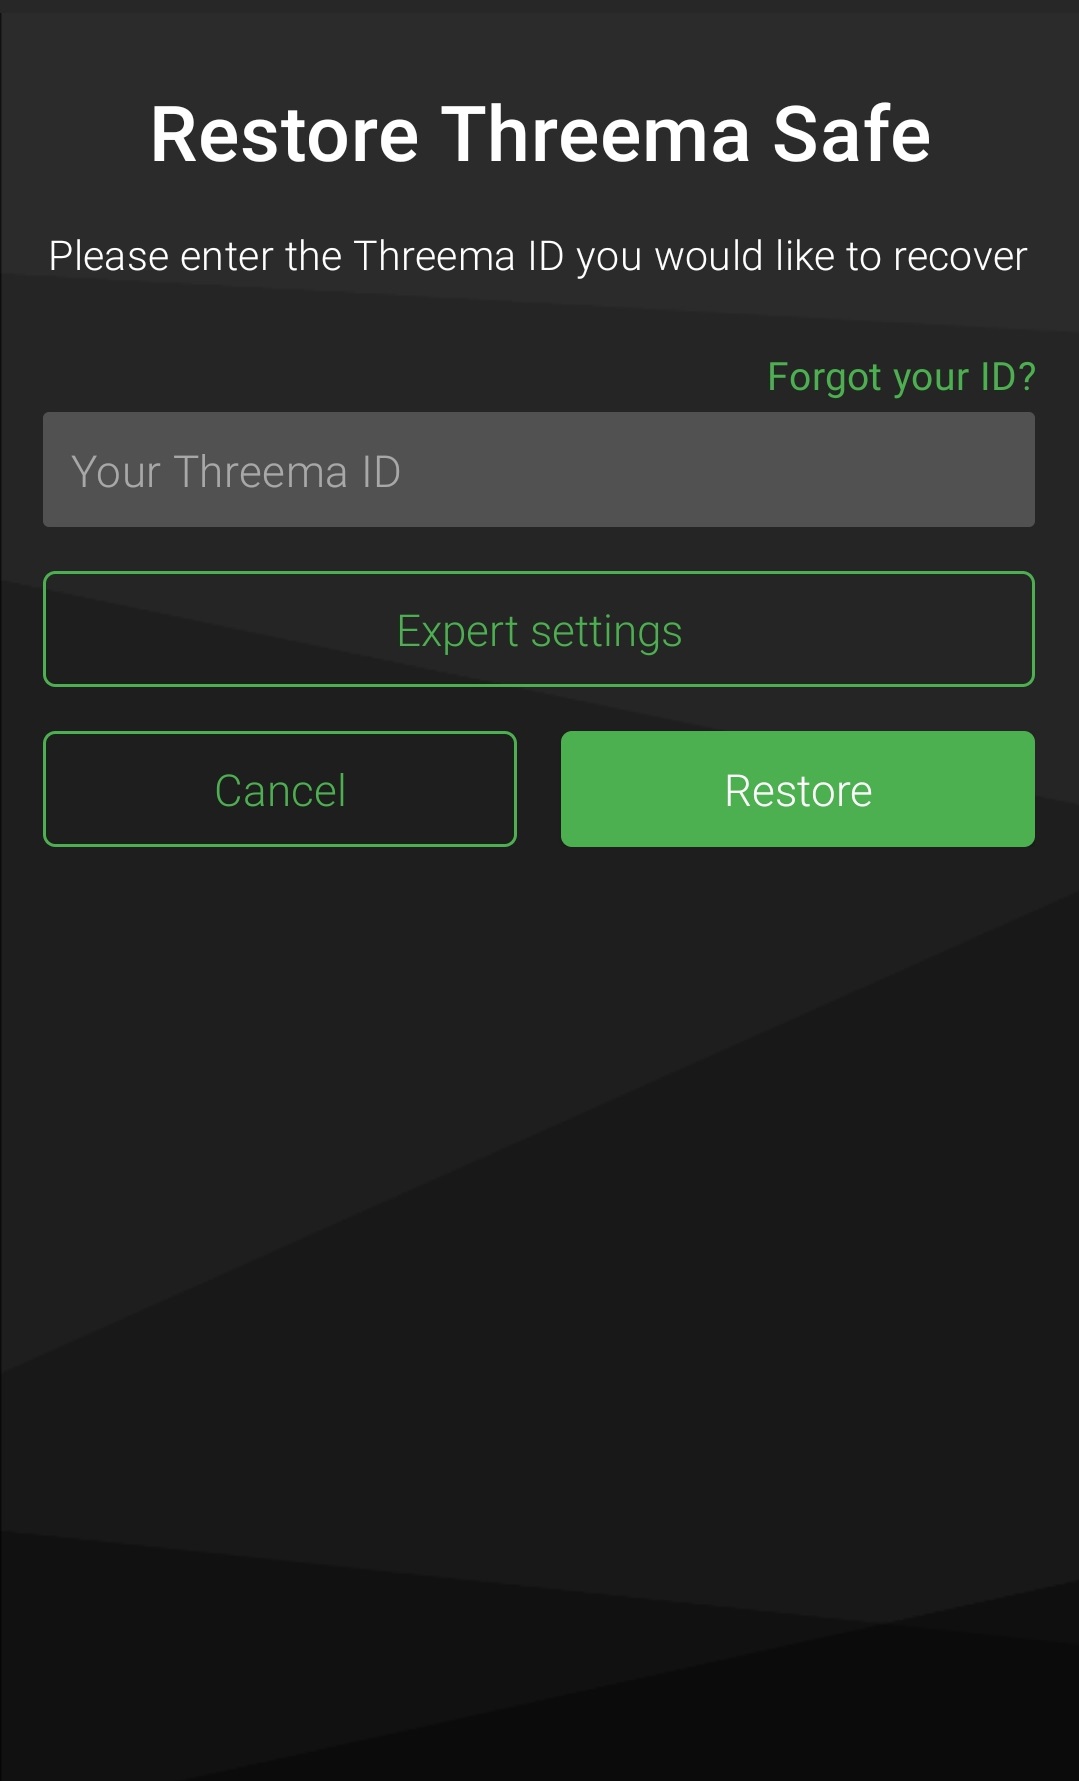 Restore Threema Safe
Please enter the Threema ID you would like to recover
Forgot your ID?
Your Threema ID
Expert settings
Cancel
Restore